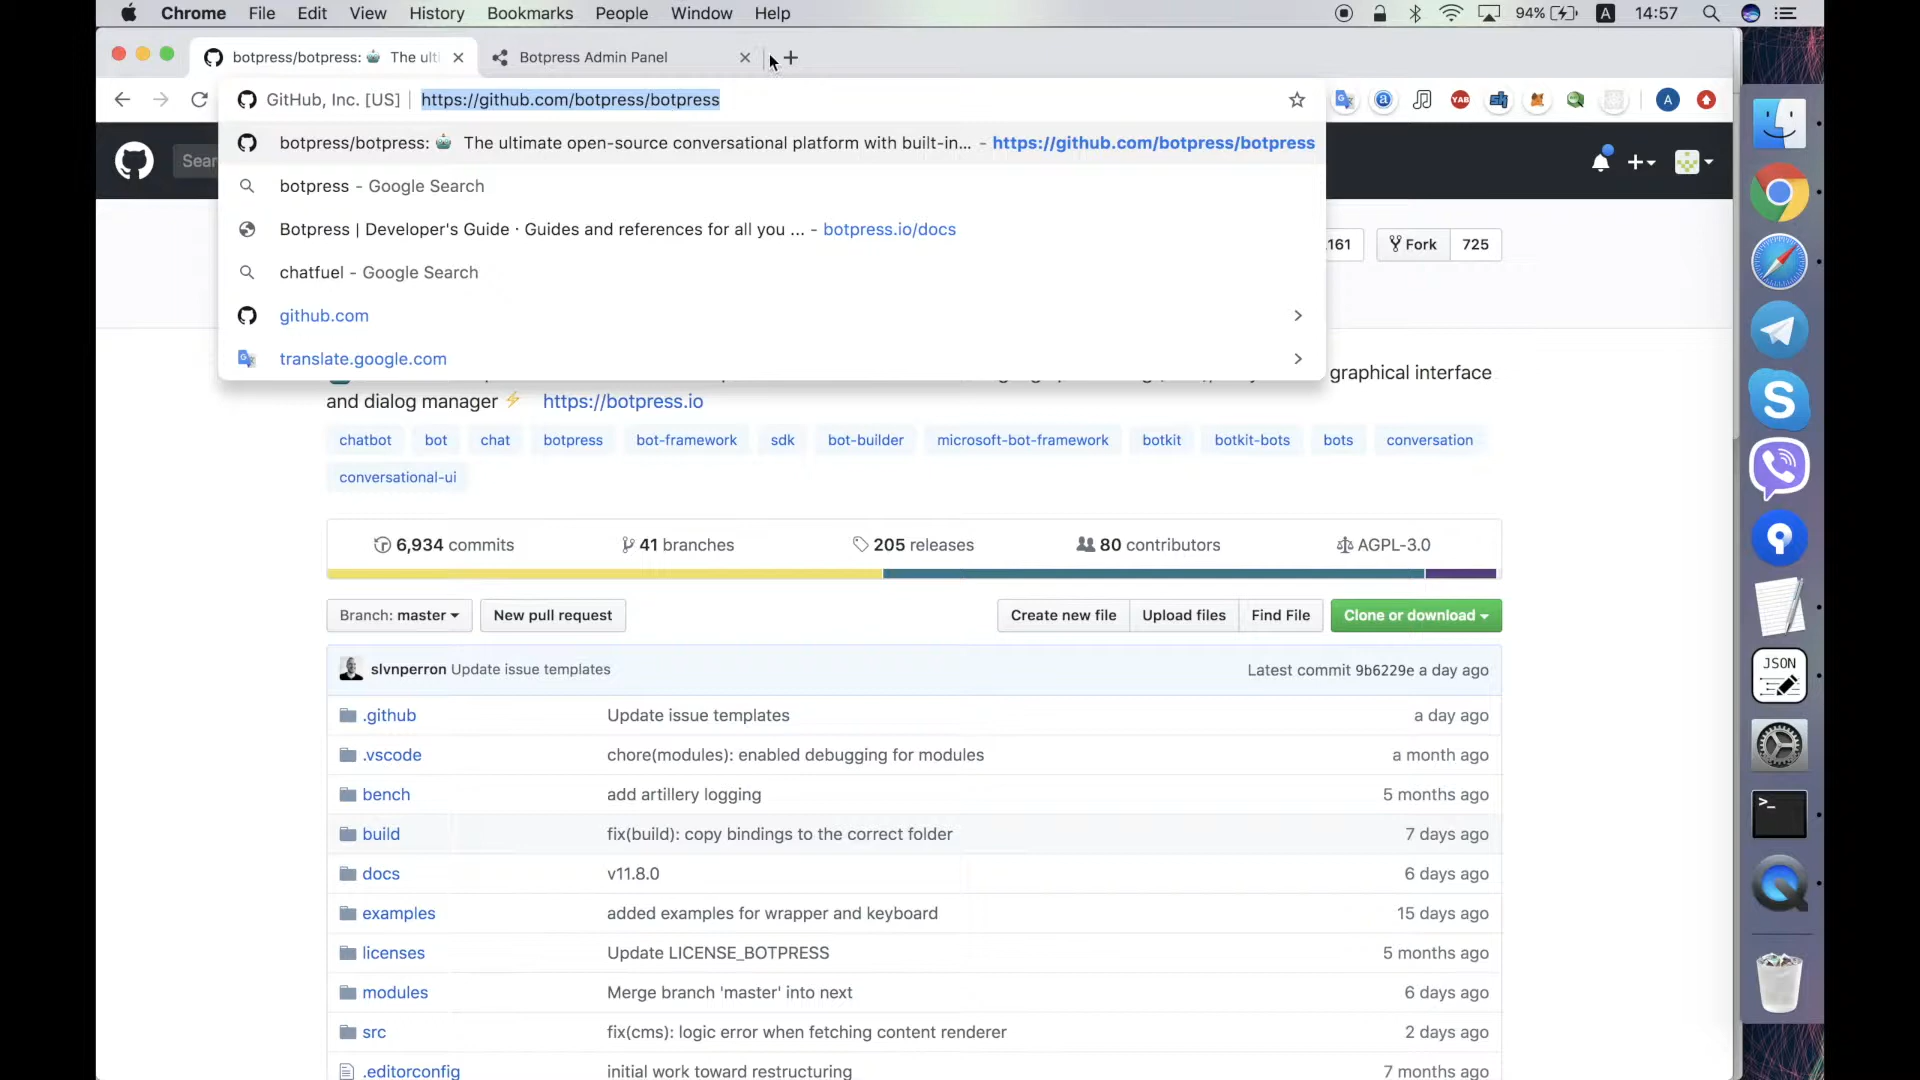 Chrome File Edit View History Bookmarks People Window Help 94% A 14:57
botpress/botpress: 🤖 The ulti Botpress Admin Panel
GitHub, Inc. [US] | https://github.com/botpress/botpress
YAB A
botpress/botpress: 🤖 The ultimate open-source conversational platform with built-in... - https://github.com/botpress/botpress
Sear
botpress - Google Search
Botpress | Developer's Guide · Guides and references for all you ... - botpress.io/docs
161 Fork 725
chatfuel - Google Search
github.com
translate.google.com
graphical interface
and dialog manager ⚡ https://botpress.io
chatbot bot chat botpress bot-framework sdk bot-builder microsoft-bot-framework botkit botkit-bots bots conversation
conversational-ui
6,934 commits 41 branches 205 releases 80 contributors AGPL-3.0
Branch: master New pull request Create new file Upload files Find File Clone or download
slvnperron Update issue templates Latest commit 9b6229e a day ago
JSON
.github Update issue templates a day ago
.vscode chore(modules): enabled debugging for modules a month ago
bench add artillery logging 5 months ago
build fix(build): copy bindings to the correct folder 7 days ago
docs v11.8.0 6 days ago
examples added examples for wrapper and keyboard 15 days ago
licenses Update LICENSE_BOTPRESS 5 months ago
modules Merge branch 'master' into next 6 days ago
src fix(cms): logic error when fetching content renderer 2 days ago
.editorconfig initial work toward restructuring 7 months ago